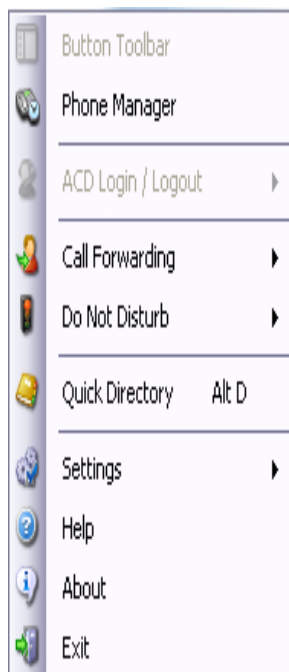 Button Toolbar
Phone Manager
ACD Login / Logout
Call Forwarding
Do Not Disturb
Quick Directory Alt D
Settings
Help
About
Exit